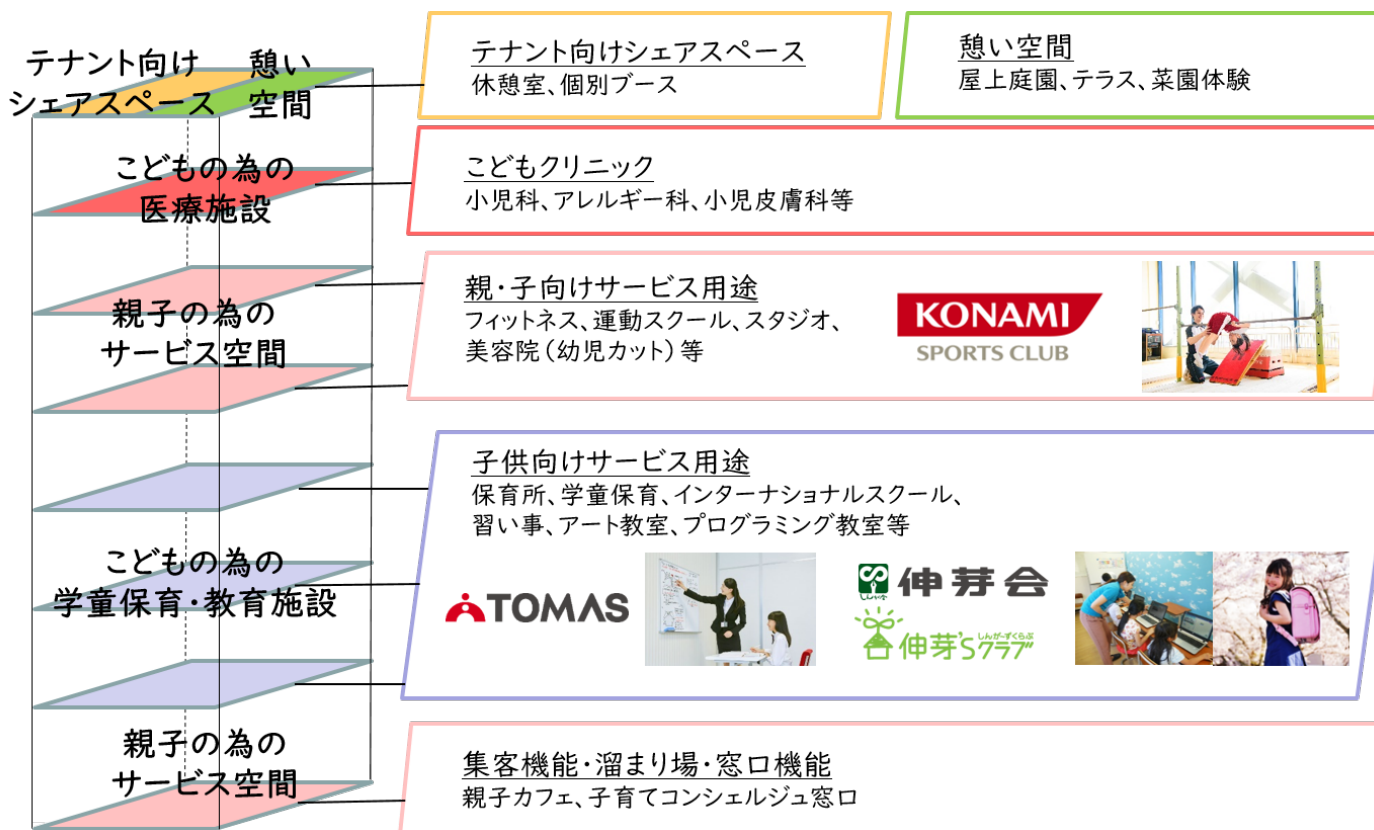 テナント向け
シェアスペース
憩い
空間
テナント向けシェアスペース
休憩室、個別ブース
憩い空間
屋上庭園、テラス、菜園体験
こどもの為の
医療施設
こどもクリニック
小児科、アレルギー科、小児皮膚科等
親子の為の
サービス空間
親・子向けサービス用途
フィットネス、運動スクール、スタジオ、
美容院(幼児カット)等
KONAMI
SPORTS CLUB
こどもの為の
学童保育・教育施設
子供向けサービス用途
保育所、学童保育、インターナショナルスクール、
習い事、アート教室、プログラミング教室等
TOMAS
しんが会
伸芽会
しんが〜ずくらぶ
伸芽'Sクラブ
親子の為の
サービス空間
集客機能・溜まり場・窓口機能
親子カフェ、子育てコンシェルジュ窓口